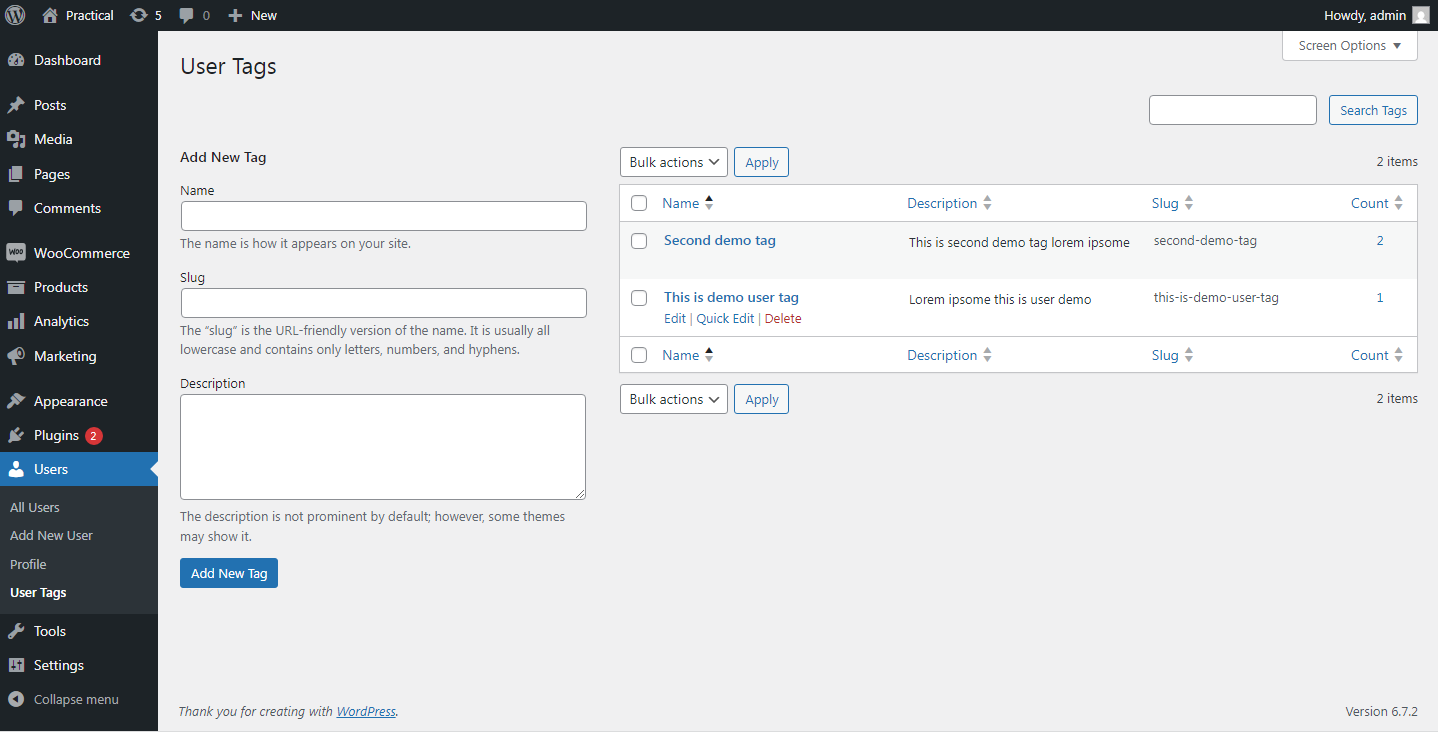 Practical 5 0 New Howdy, admin
Screen Options
Dashboard
Posts
Media
Pages
Comments
WooCommerce
Products
Analytics
Marketing
Appearance
Plugins 2
Users
All Users
Add New User
Profile
User Tags
Tools
Settings
Collapse menu
User Tags
Search Tags
Add New Tag
Name
The name is how it appears on your site.
Slug
The “slug” is the URL-friendly version of the name. It is usually all
lowercase and contains only letters, numbers, and hyphens.
Description
The description is not prominent by default; however, some themes
may show it.
Add New Tag
Bulk actions Apply 2 items
Name Description Slug Count
Second demo tag This is second demo tag lorem ipsome second-demo-tag 2
This is demo user tag Lorem ipsome this is user demo this-is-demo-user-tag 1
Edit | Quick Edit | Delete
Name Description Slug Count
Bulk actions Apply 2 items
Thank you for creating with WordPress. Version 6.7.2